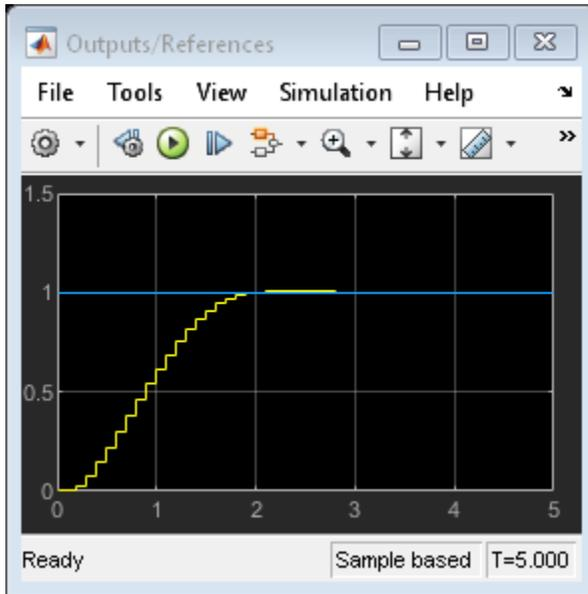 Outputs/References
File Tools View Simulation Help
1.5
1
0.5
0
0 1 2 3 4 5
Ready Sample based T=5.000